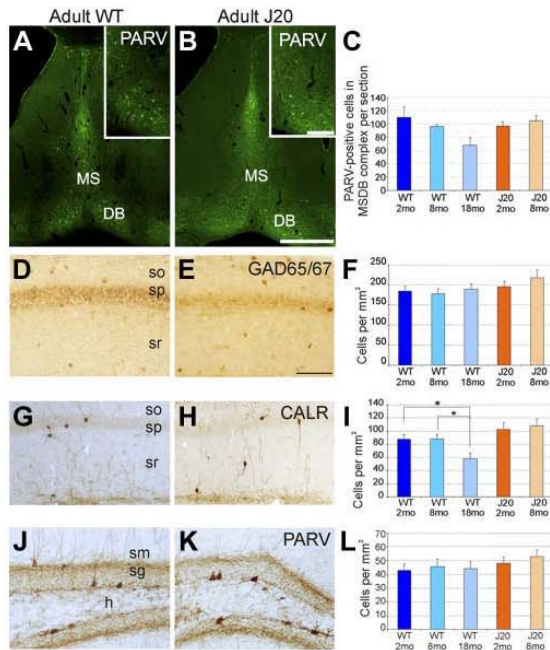 Adult WT
Adult J20
A
PARV
MS
DB
B
PARV
MS
DB
C
PARV-positive cells in
MSDB complex per section
140
120
100
80
60
40
20
0
WT 2mo
WT 8mo
WT 18mo
J20 2mo
J20 8mo
D
so
sp
sr
E
GAD65/67
F
Cells per mm²
250
200
150
100
50
0
WT 2mo
WT 8mo
WT 18mo
J20 2mo
J20 8mo
G
so
sp
sr
H
CALR
I
Cells per mm²
140
120
100
80
60
40
20
0
*
*
WT 2mo
WT 8mo
WT 18mo
J20 2mo
J20 8mo
J
sm
sg
h
K
PARV
L
Cells per mm²
70
60
50
40
30
20
10
0
WT 2mo
WT 8mo
WT 18mo
J20 2mo
J20 8mo